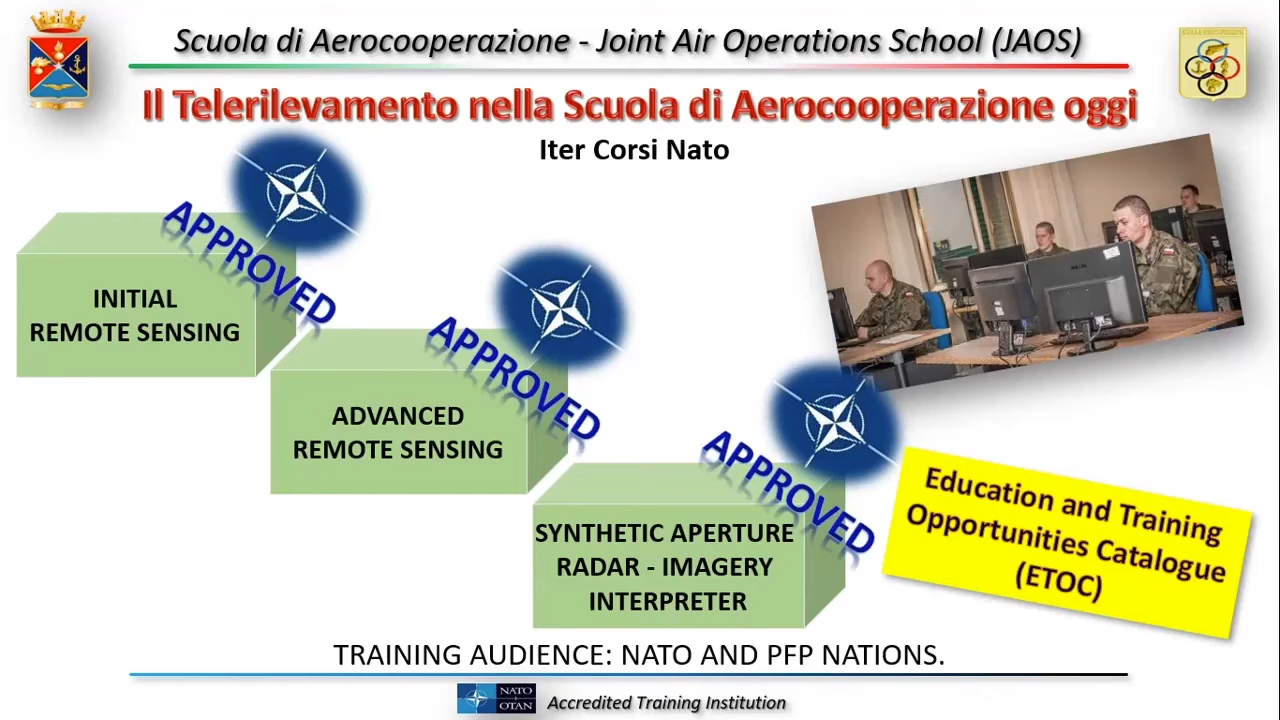 Scuola di Aerocooperazione - Joint Air Operations School (JAOS)
Il Telerilevamento nella Scuola di Aerocooperazione oggi
Iter Corsi Nato
APPROVED
INITIAL
REMOTE SENSING
APPROVED
ADVANCED
REMOTE SENSING
APPROVED
SYNTHETIC APERTURE
RADAR - IMAGERY
INTERPRETER
Education and Training
Opportunities Catalogue
(ETOC)
TRAINING AUDIENCE: NATO AND PFP NATIONS.
NATO
OTAN
Accredited Training Institution